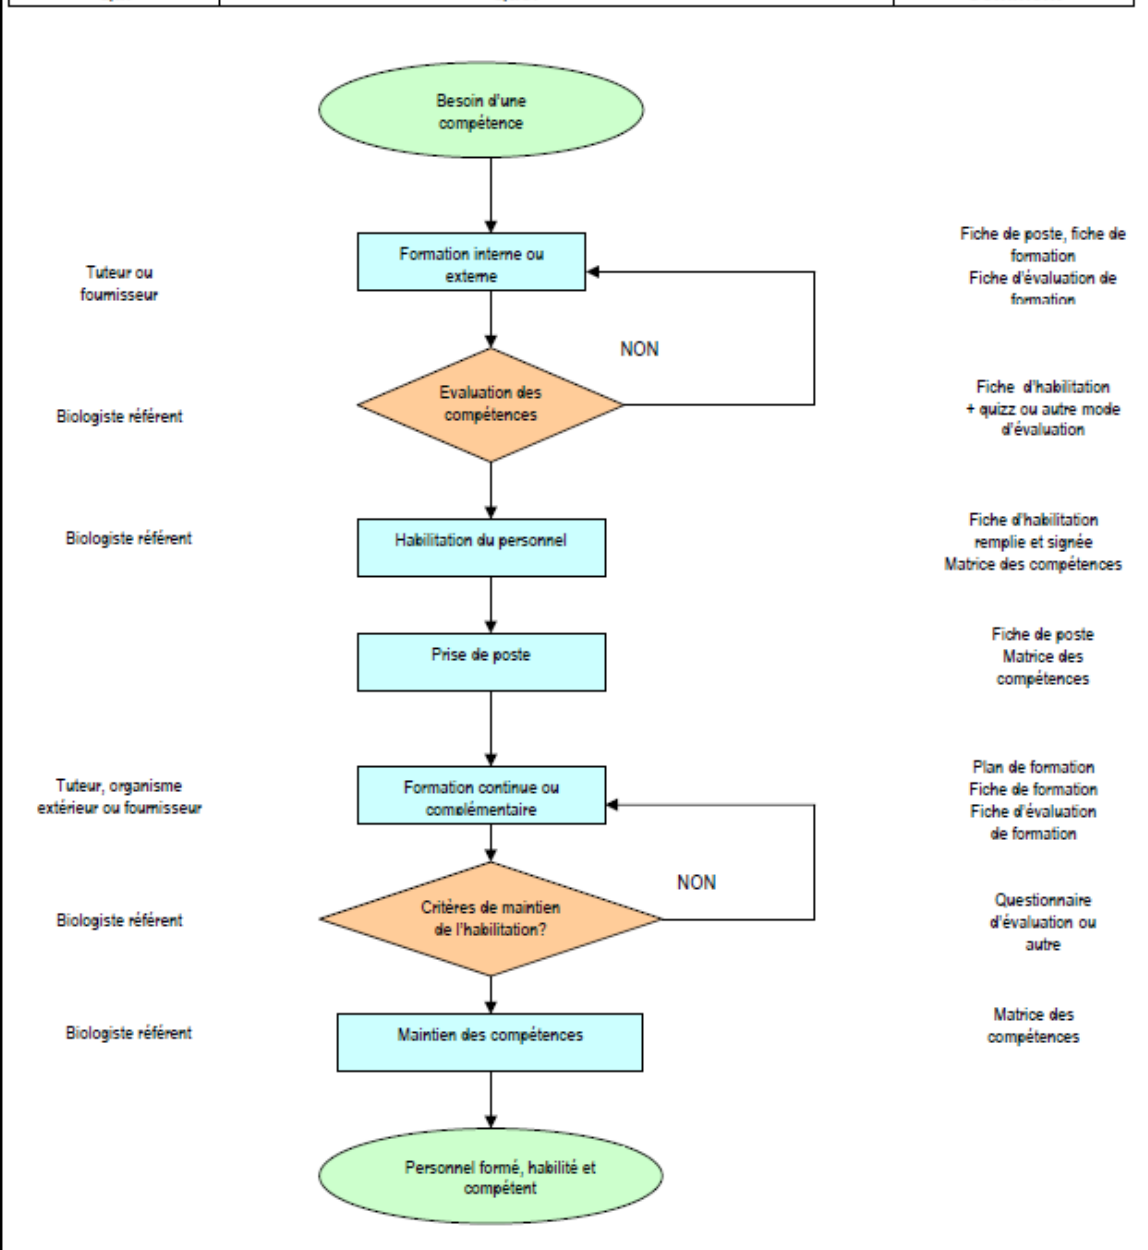 Besoin d'une
compétence
Tuteur ou
fournisseur
Formation interne ou
externe
Fiche de poste, fiche de
formation
Fiche d'évaluation de
formation
NON
Biologiste référent
Evaluation des
compétences
Fiche d'habilitation
+ quizz ou autre mode
d'évaluation
Biologiste référent
Habilitation du personnel
Fiche d'habilitation
remplie et signée
Matrice des compétences
Prise de poste
Fiche de poste
Matrice des
compétences
Tuteur, organisme
extérieur ou fournisseur
Formation continue ou
complémentaire
Plan de formation
Fiche de formation
Fiche d'évaluation
de formation
NON
Biologiste référent
Critères de maintien
de l'habilitation?
Questionnaire
d'évaluation ou
autre
Biologiste référent
Maintien des compétences
Matrice des
compétences
Personnel formé, habilité et
compétent